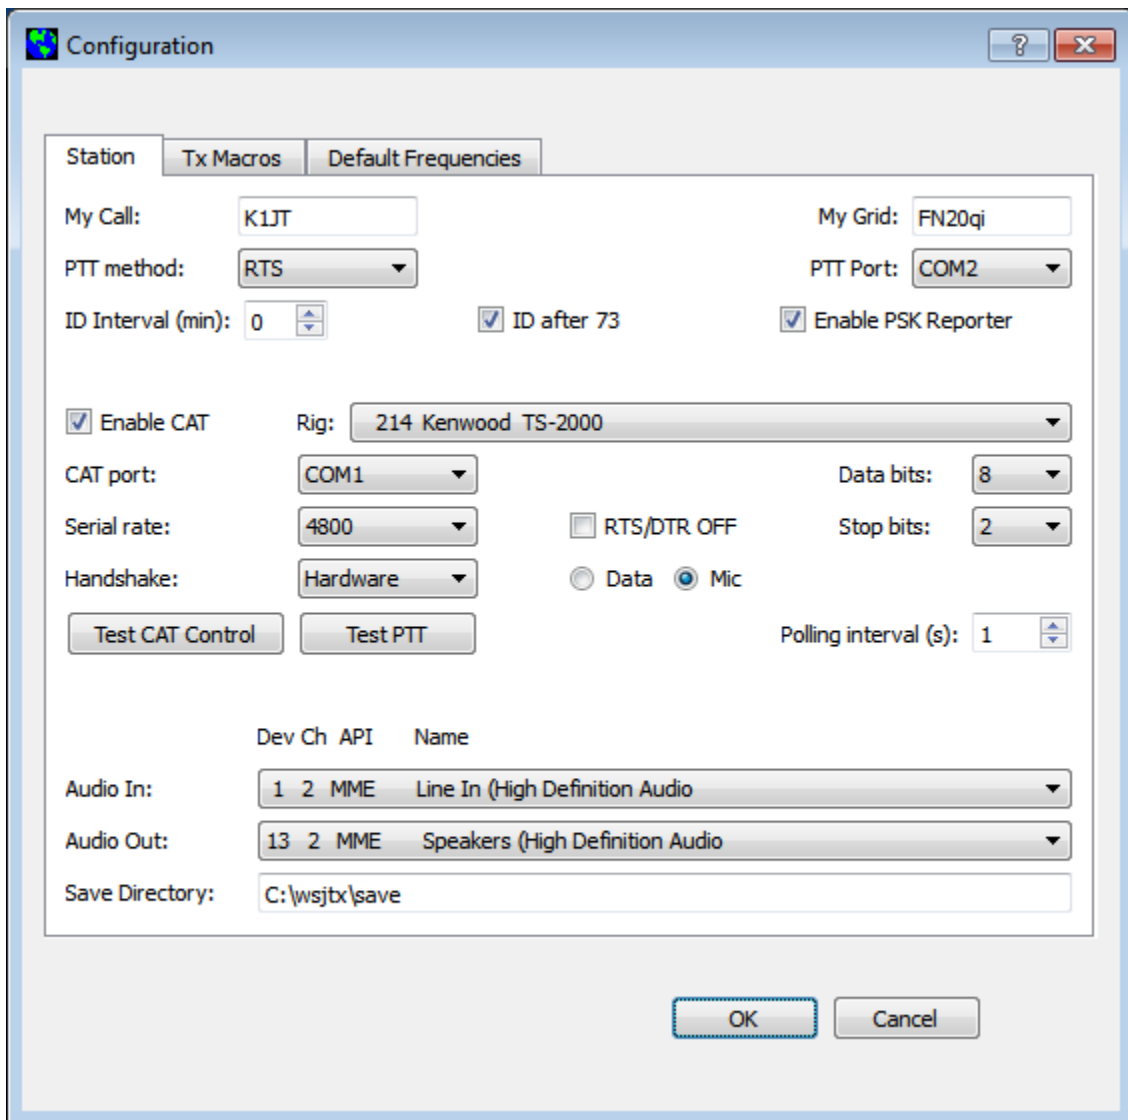 Configuration
Station Tx Macros Default Frequencies
My Call: K1JT My Grid: FN20qi
PTT method: RTS PTT Port: COM2
ID Interval (min): 0 ID after 73 Enable PSK Reporter
Enable CAT Rig: 214 Kenwood TS-2000
CAT port: COM1 Data bits: 8
Serial rate: 4800 RTS/DTR OFF Stop bits: 2
Handshake: Hardware Data Mic
Test CAT Control Test PTT Polling interval (s): 1
Dev Ch API Name
Audio In: 1 2 MME Line In (High Definition Audio
Audio Out: 13 2 MME Speakers (High Definition Audio
Save Directory: C:\wsjtx\save
OK Cancel